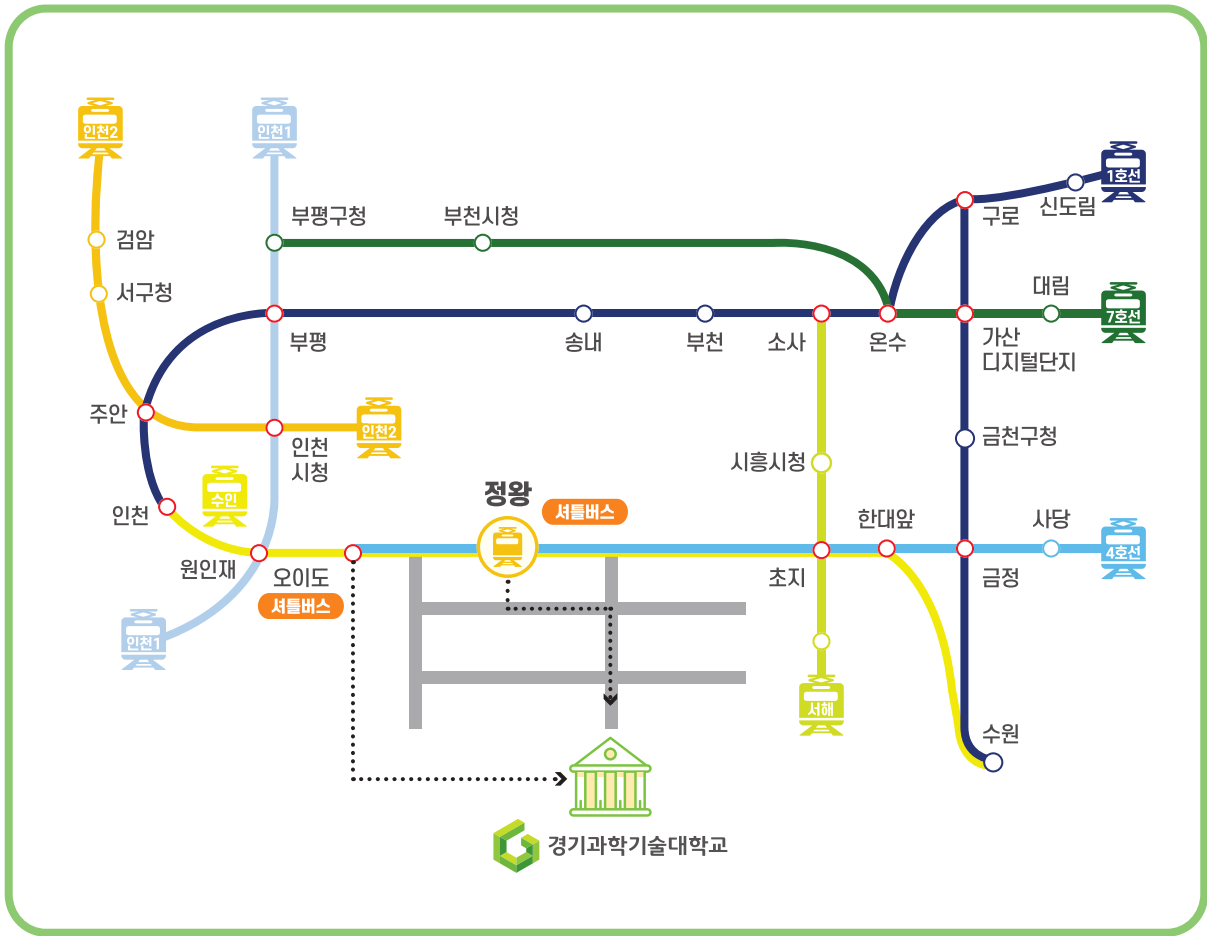 인천2
인천1
1호선
신도림
구로
부평구청
부천시청
검암
서구청
대림
7호선
부평
송내
부천
소사
온수
가산
디지털단지
주안
인천2
인천
시청
금천구청
시흥시청
수인
정왕
셔틀버스
인천
한대앞
사당
4호선
원인재
오이도
셔틀버스
초지
금정
인천1
서해
수원
경기과학기술대학교